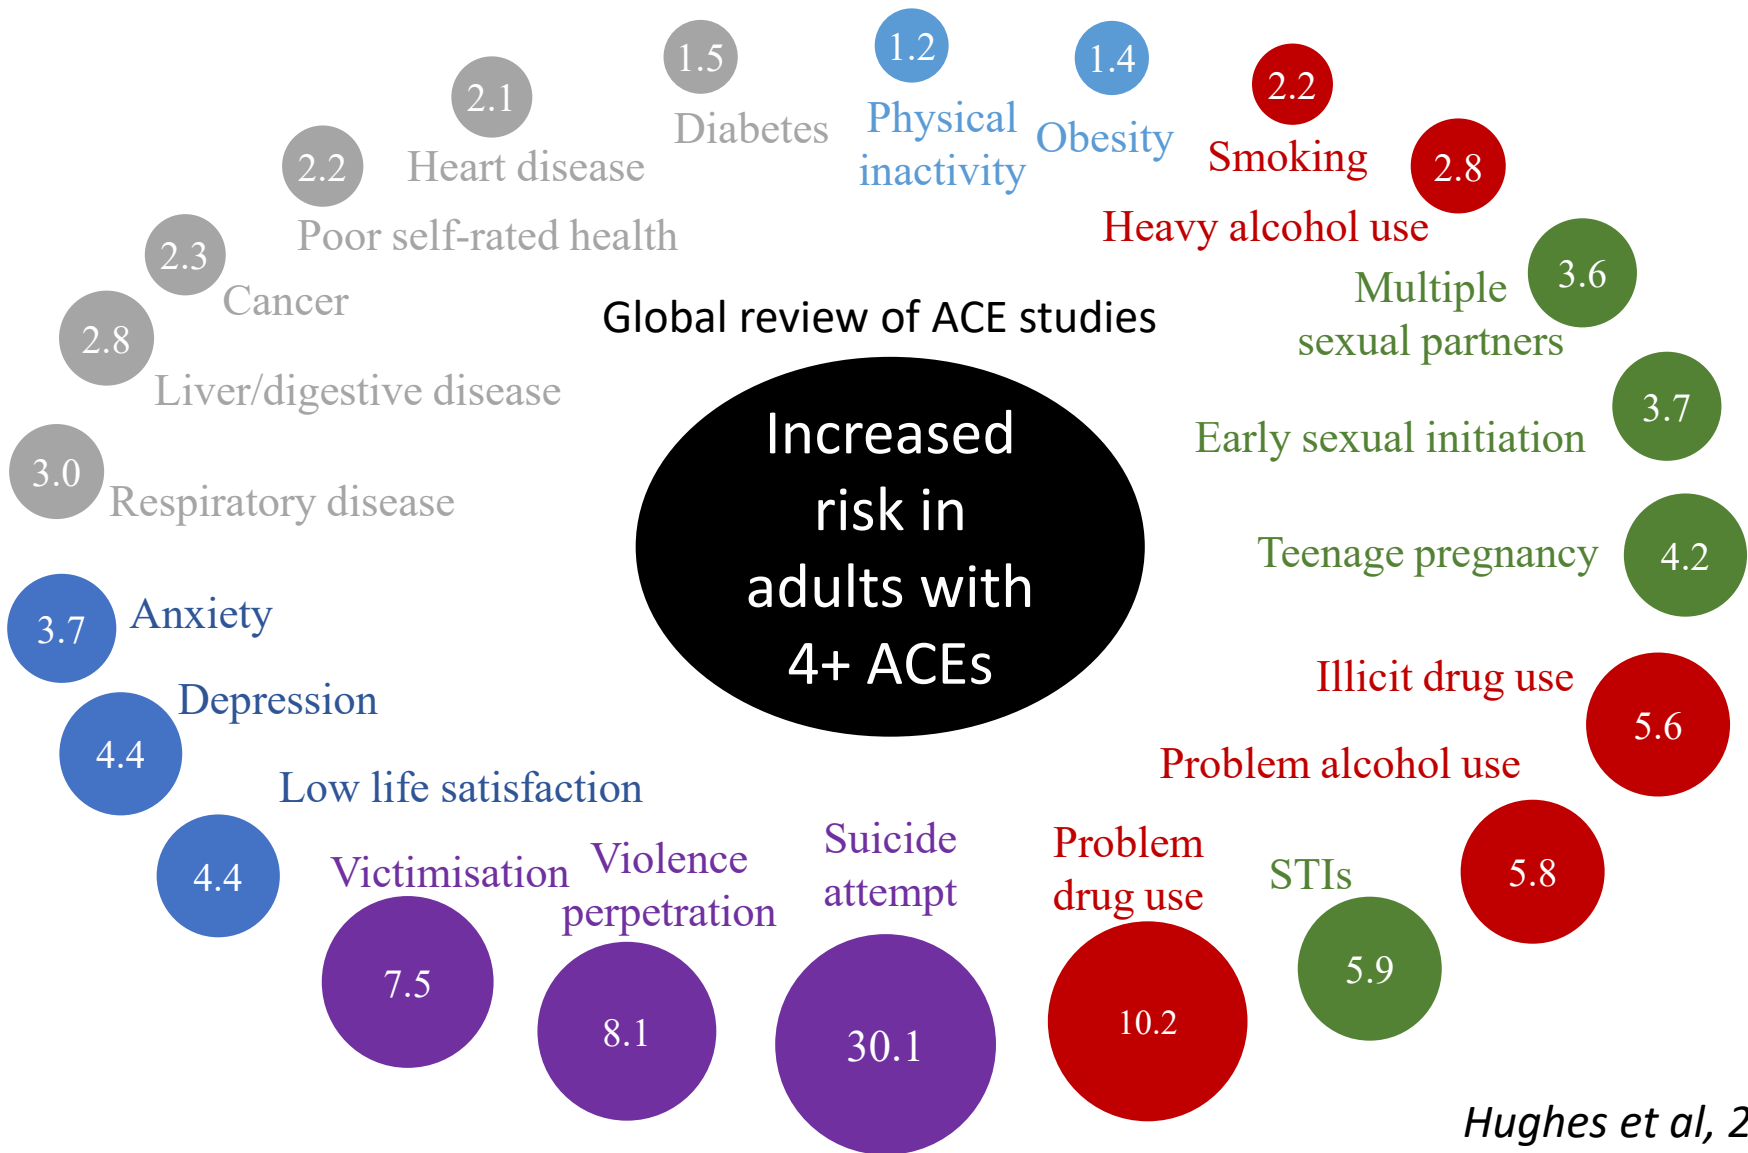 1.5
Diabetes
1.2
Physical
inactivity
1.4
Obesity
2.2
Smoking
2.8
Heavy alcohol use
3.6
Multiple
sexual partners
3.7
Early sexual initiation
4.2
Teenage pregnancy
5.6
Illicit drug use
5.8
Problem alcohol use
5.9
STIs
10.2
Problem
drug use
30.1
Suicide
attempt
8.1
Violence
perpetration
7.5
Victimisation
4.4
Low life satisfaction
4.4
Depression
3.7
Anxiety
3.0
Respiratory disease
2.8
Liver/digestive disease
2.3
Cancer
2.2
Poor self-rated health
2.1
Heart disease
Global review of ACE studies
Increased
risk in
adults with
4+ ACEs
Hughes et al, 2